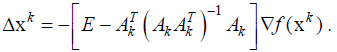 Δx^k = −[E − A_k^T (A_k A_k^T)^{−1} A_k] ∇f(x^k).